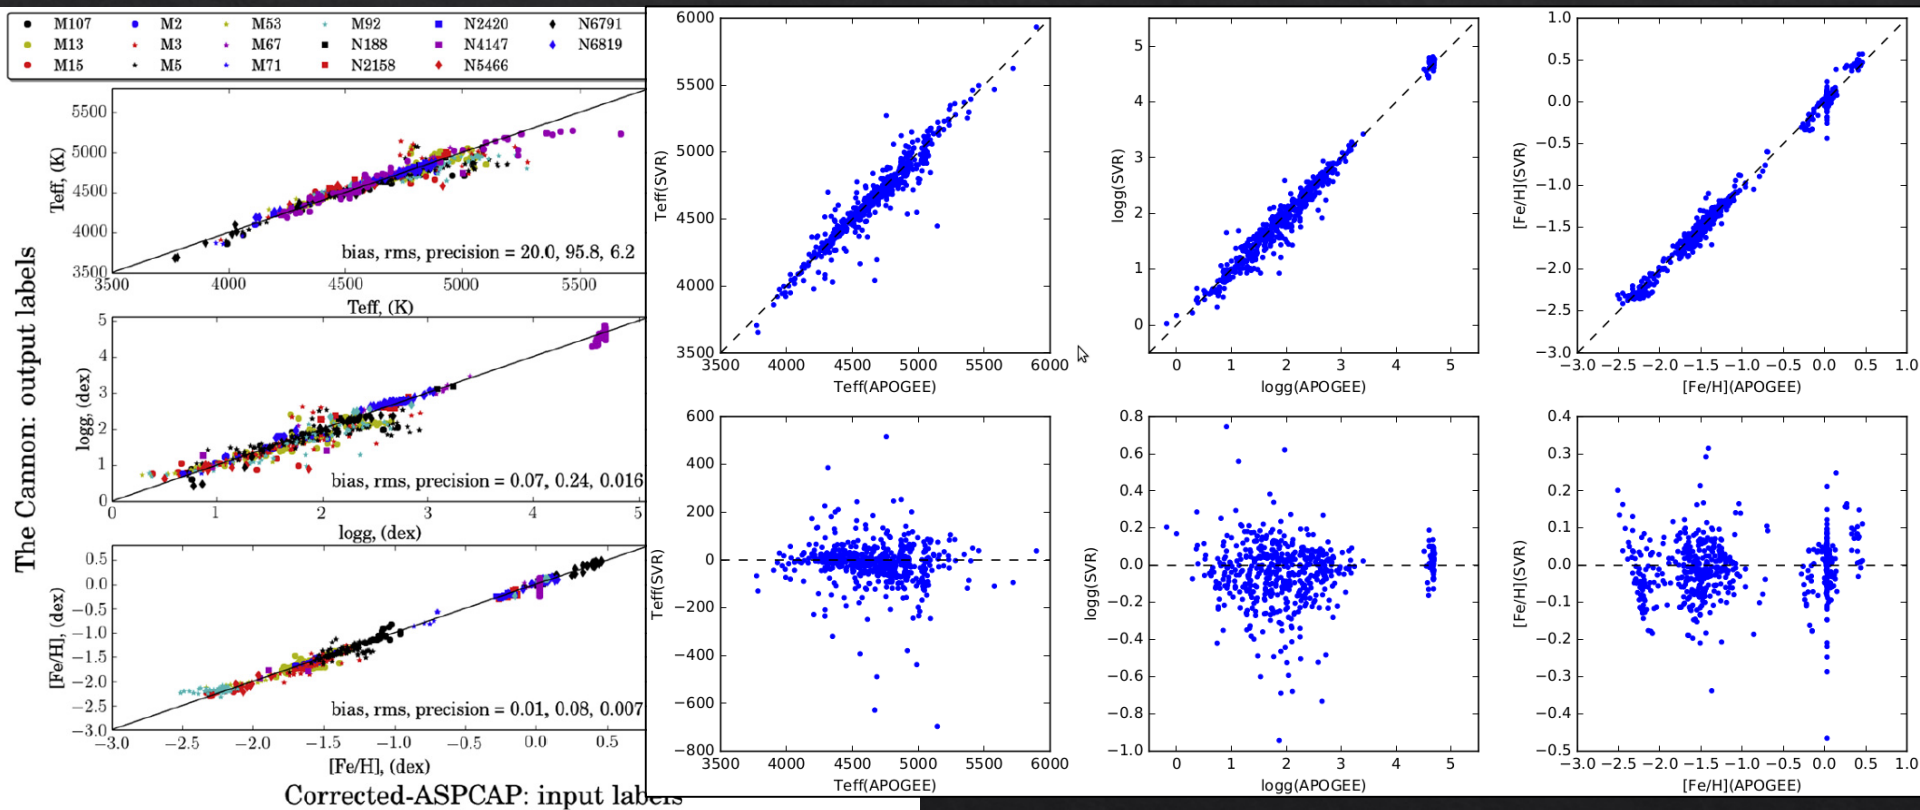 M107 M2 M53 M92 N2420 N6791
M13 M3 M67 N188 N4147 N6819
M15 M5 M71 N2158 N5466
The Cannon: output labels
Teff, (K)
5500
5000
4500
4000
3500
bias, rms, precision = 20.0, 95.8, 6.2
3500 4000 4500 5000 5500
Teff, (K)
logg, (dex)
5
4
3
2
1
0
bias, rms, precision = 0.07, 0.24, 0.016
0 1 2 3 4 5
logg, (dex)
[Fe/H], (dex)
0.5
0.0
−0.5
−1.0
−1.5
−2.0
−2.5
−3.0
bias, rms, precision = 0.01, 0.08, 0.007
−3.0 −2.5 −2.0 −1.5 −1.0 −0.5 0.0 0.5
[Fe/H], (dex)
Corrected-ASPCAP: input labels
Teff(SVR)
6000
5500
5000
4500
4000
3500
3500 4000 4500 5000 5500 6000
Teff(APOGEE)
logg(SVR)
5
4
3
2
1
0
0 1 2 3 4 5
logg(APOGEE)
[Fe/H](SVR)
1.0
0.5
0.0
−0.5
−1.0
−1.5
−2.0
−2.5
−3.0
−3.0 −2.5 −2.0 −1.5 −1.0 −0.5 0.0 0.5 1.0
[Fe/H](APOGEE)
Teff(SVR)
600
400
200
0
−200
−400
−600
−800
3500 4000 4500 5000 5500 6000
Teff(APOGEE)
logg(SVR)
0.8
0.6
0.4
0.2
0.0
−0.2
−0.4
−0.6
−0.8
−1.0
0 1 2 3 4 5
logg(APOGEE)
[Fe/H](SVR)
0.4
0.3
0.2
0.1
0.0
−0.1
−0.2
−0.3
−0.4
−0.5
−3.0 −2.5 −2.0 −1.5 −1.0 −0.5 0.0 0.5 1.0
[Fe/H](APOGEE)